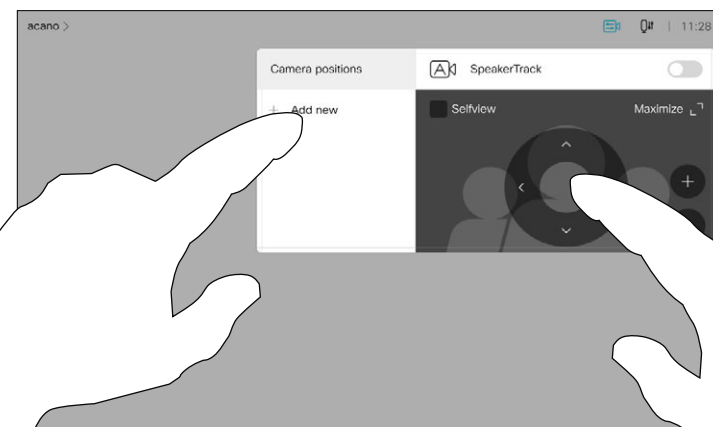 acano >
11:28
Camera positions
SpeakerTrack
+ Add new
Selfview
Maximize